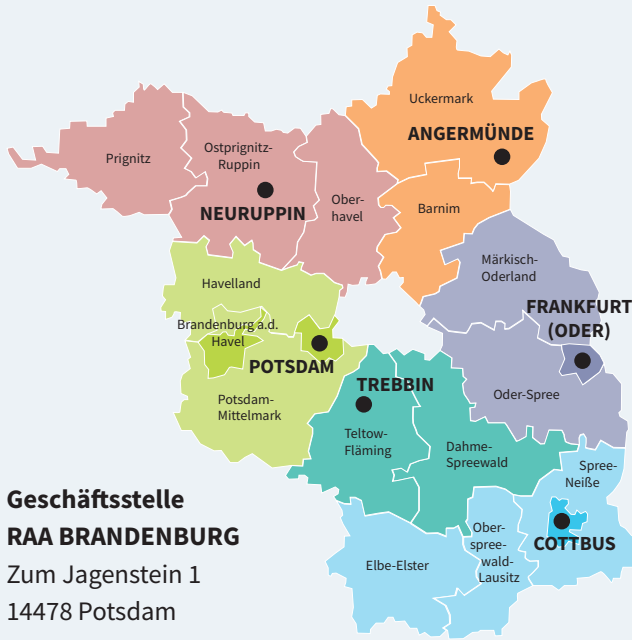 Uckermark
ANGERMÜNDE
Prignitz
Ostprignitz-
Ruppin
NEURUPPIN
Ober-
havel
Barnim
Havelland
Märkisch-
Oderland
Brandenburg a.d.
Havel
FRANKFURT
(ODER)
POTSDAM
TREBBIN
Potsdam-
Mittelmark
Oder-Spree
Teltow-
Fläming
Dahme-
Spreewald
Spree-
Neiße
COTTBUS
Ober-
spree-
wald-
Lausitz
Elbe-Elster
Geschäftsstelle
RAA BRANDENBURG
Zum Jagenstein 1
14478 Potsdam